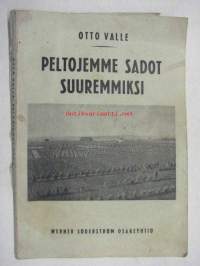 OTTO VALLE
PELTOJEMME SADOT
SUUREMMIKSI
WERNER SÖDERSTRÖM OSAKEYHTIÖ